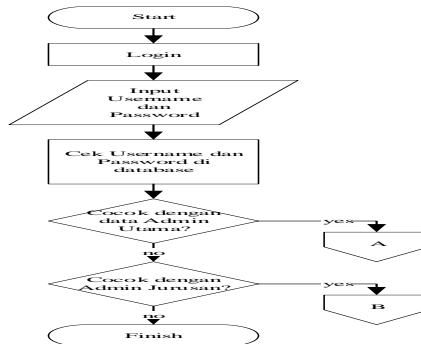 Start
Login
Input
Username
dan
Password
Cek Username dan
Password di
database
Cocok dengan
data Admin
Utama?
yes
A
no
Cocok dengan
Admin Jurusan?
yes
B
no
Finish